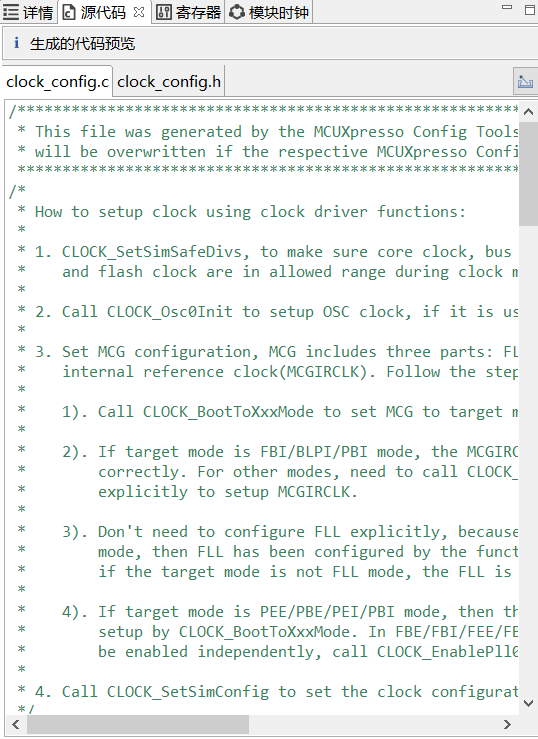 详情 源代码 寄存器 模块时钟
i 生成的代码预览
clock_config.c clock_config.h
/********************************************************
 * This file was generated by the MCUXpresso Config Tools
 * will be overwritten if the respective MCUXpresso Confi
 ********************************************************
/*
 * How to setup clock using clock driver functions:
 *
 * 1. CLOCK_SetSimSafeDivs, to make sure core clock, bus
 *    and flash clock are in allowed range during clock m
 *
 * 2. Call CLOCK_Osc0Init to setup OSC clock, if it is us
 *
 * 3. Set MCG configuration, MCG includes three parts: FL
 *    internal reference clock(MCGIRCLK). Follow the step
 *
 *    1). Call CLOCK_BootToXxxMode to set MCG to target m
 *
 *    2). If target mode is FBI/BLPI/PBI mode, the MCGIRC
 *        correctly. For other modes, need to call CLOCK_
 *        explicitly to setup MCGIRCLK.
 *
 *    3). Don't need to configure FLL explicitly, because
 *        mode, then FLL has been configured by the funct
 *        if the target mode is not FLL mode, the FLL is
 *
 *    4). If target mode is PEE/PBE/PEI/PBI mode, then th
 *        setup by CLOCK_BootToXxxMode. In FBE/FBI/FEE/FE
 *        be enabled independently, call CLOCK_EnablePll0
 *
 * 4. Call CLOCK_SetSimConfig to set the clock configurat
 */